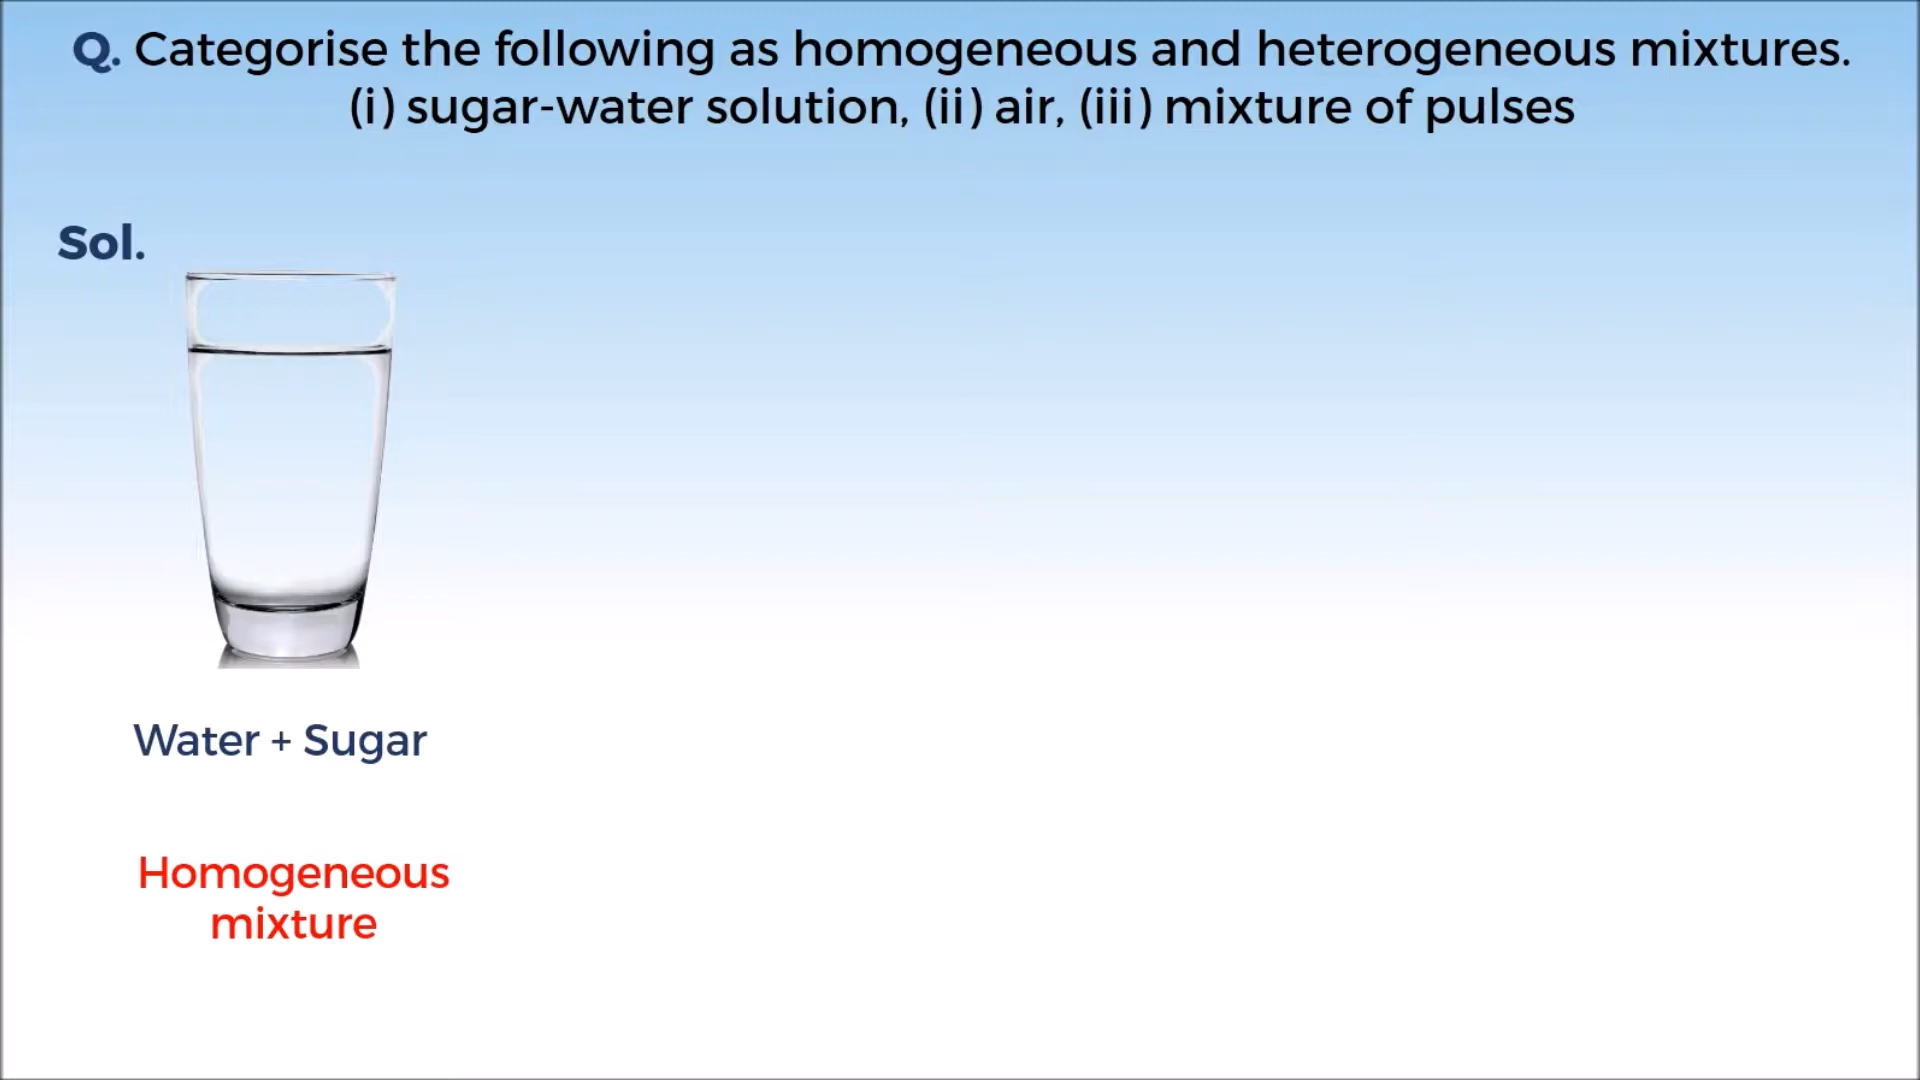 Q. Categorise the following as homogeneous and heterogeneous mixtures.
(i) sugar-water solution, (ii) air, (iii) mixture of pulses
Sol.
Water + Sugar
Homogeneous
mixture